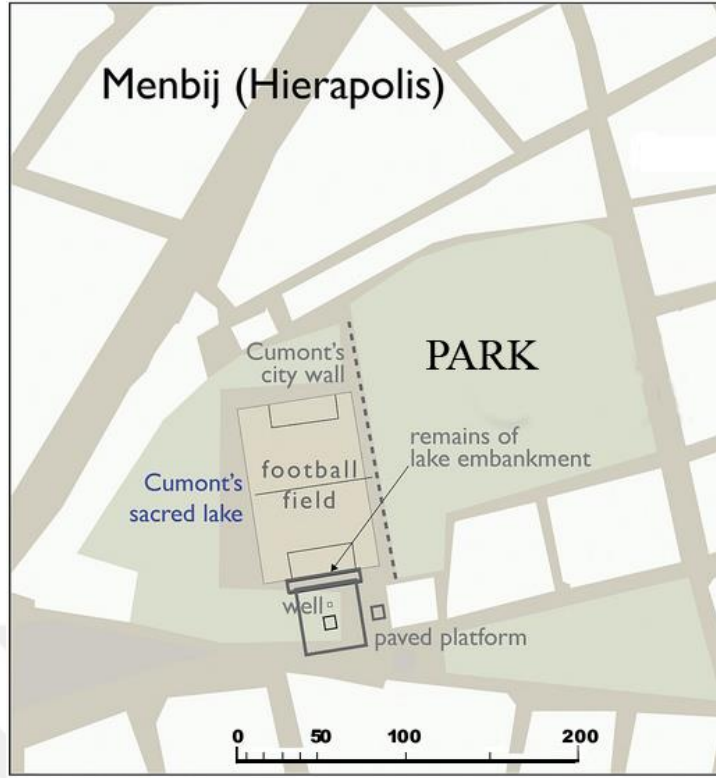 Menbij (Hierapolis)
PARK
Cumont's
city wall
remains of
lake embankment
football
field
Cumont's
sacred lake
well
paved platform
0 50 100 200